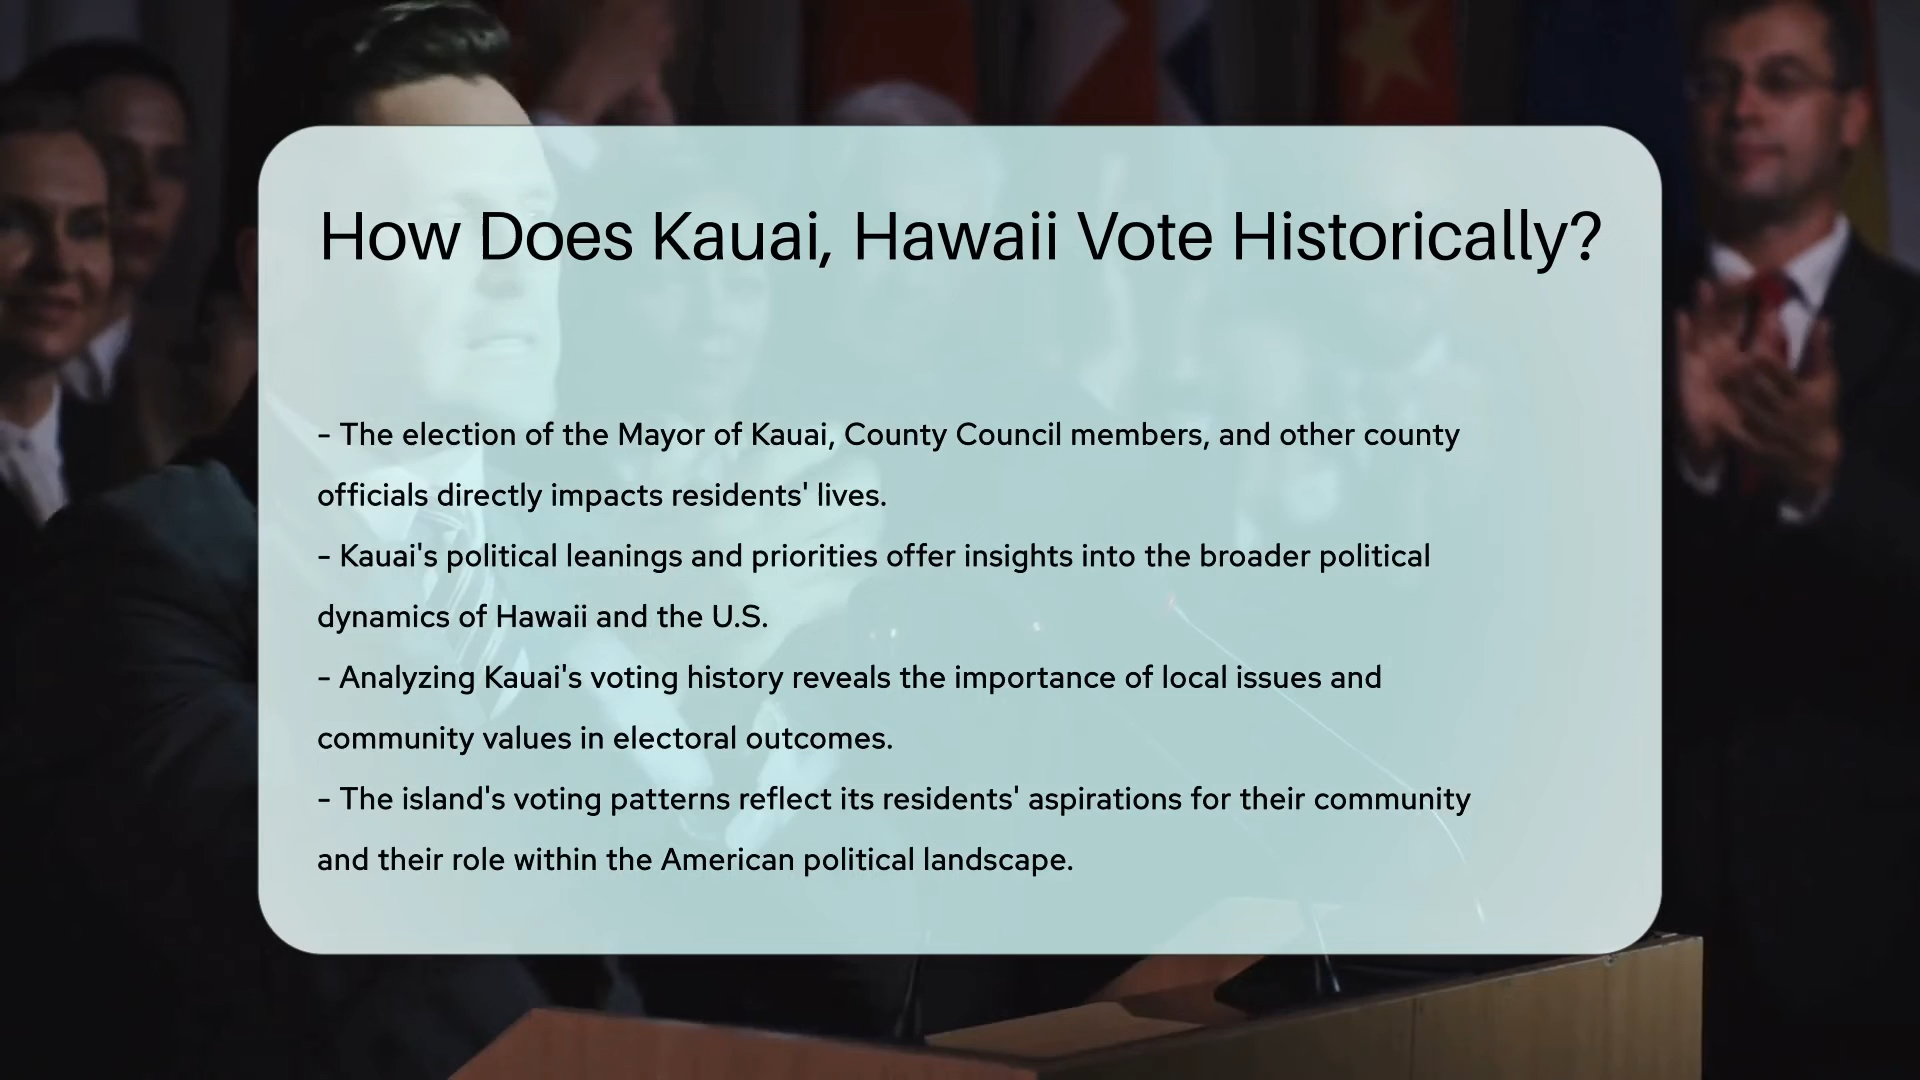 How Does Kauai, Hawaii Vote Historically?
- The election of the Mayor of Kauai, County Council members, and other county
officials directly impacts residents' lives.
- Kauai's political leanings and priorities offer insights into the broader political
dynamics of Hawaii and the U.S.
- Analyzing Kauai's voting history reveals the importance of local issues and
community values in electoral outcomes.
- The island's voting patterns reflect its residents' aspirations for their community
and their role within the American political landscape.